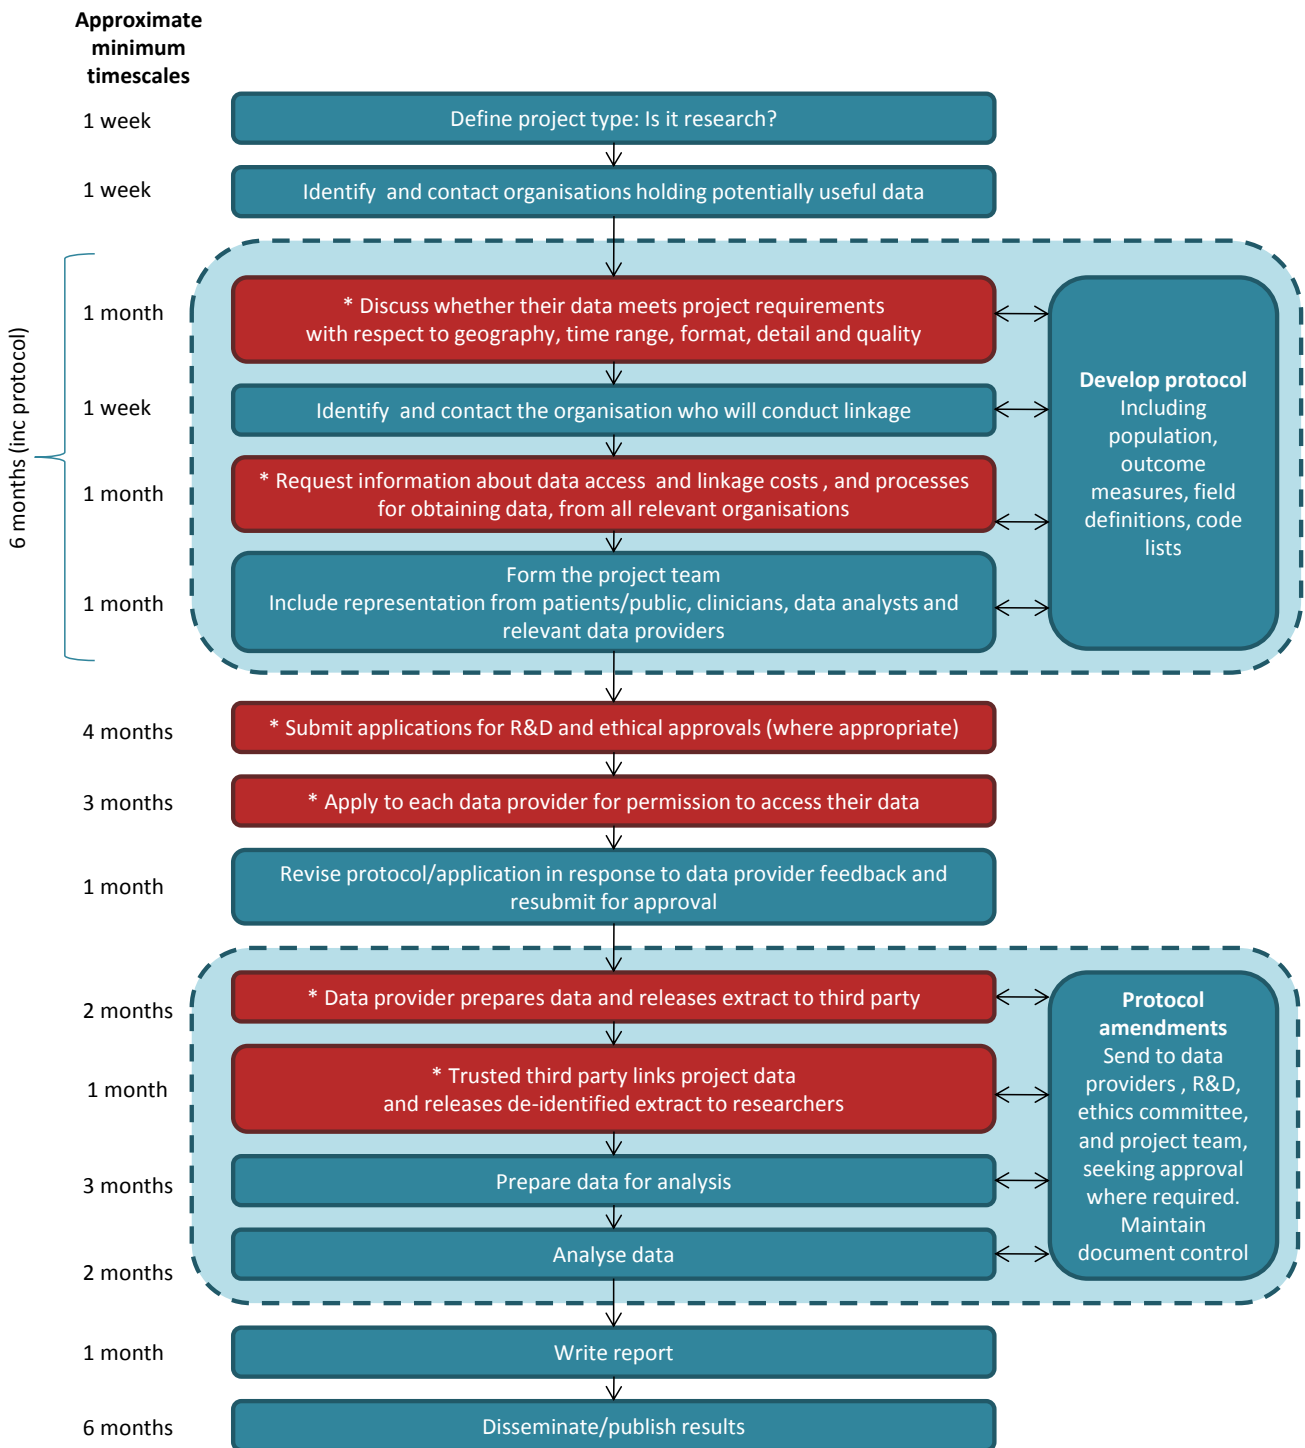 Approximate
minimum
timescales
1 week
Define project type: Is it research?
1 week
Identify  and contact organisations holding potentially useful data
6 months (inc protocol)
1 month
* Discuss whether their data meets project requirements
with respect to geography, time range, format, detail and quality
1 week
Identify  and contact the organisation who will conduct linkage
1 month
* Request information about data access  and linkage costs , and processes
for obtaining data, from all relevant organisations
1 month
Form the project team
Include representation from patients/public, clinicians, data analysts and
relevant data providers
Develop protocol
Including
population,
outcome
measures, field
definitions, code
lists
4 months
* Submit applications for R&D and ethical approvals (where appropriate)
3 months
* Apply to each data provider for permission to access their data
1 month
Revise protocol/application in response to data provider feedback and
resubmit for approval
2 months
* Data provider prepares data and releases extract to third party
1 month
* Trusted third party links project data
and releases de-identified extract to researchers
3 months
Prepare data for analysis
2 months
Analyse data
Protocol
amendments
Send to data
providers , R&D,
ethics committee,
and project team,
seeking approval
where required.
Maintain
document control
1 month
Write report
6 months
Disseminate/publish results